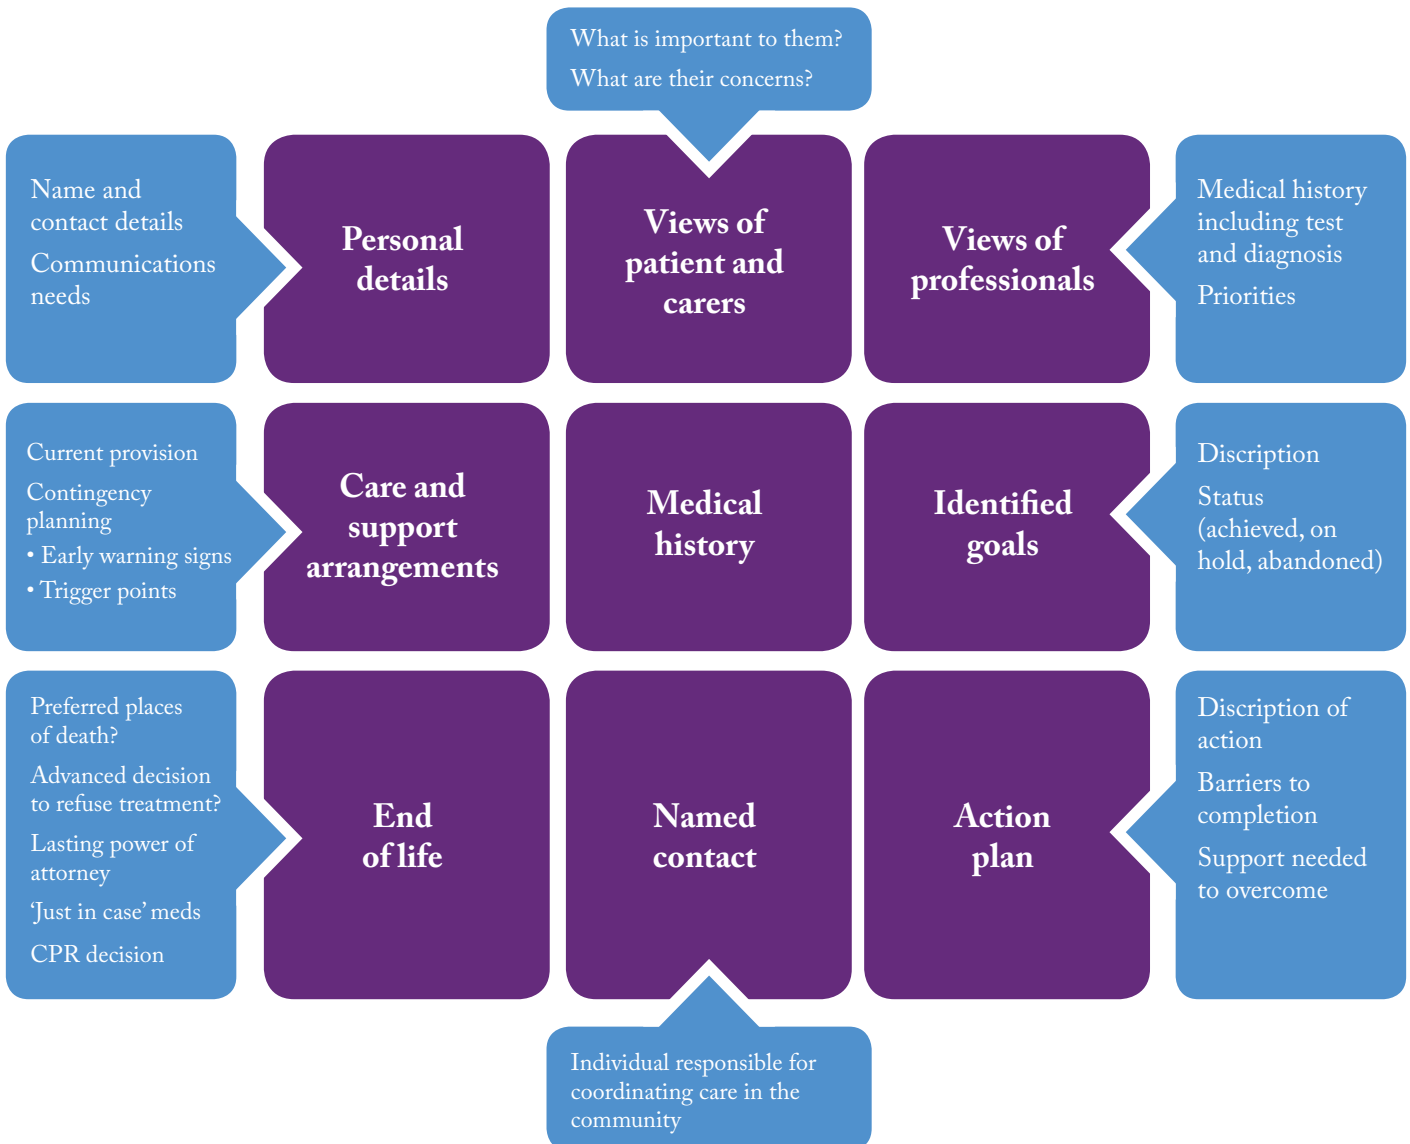 What is important to them?
What are their concerns?
Name and
contact details
Communications
needs
Personal
details
Views of
patient and
carers
Views of
professionals
Medical history
including test
and diagnosis
Priorities
Current provision
Contingency
planning
• Early warning signs
• Trigger points
Care and
support
arrangements
Medical
history
Identified
goals
Discription
Status
(achieved, on
hold, abandoned)
Preferred places
of death?
Advanced decision
to refuse treatment?
Lasting power of
attorney
‘Just in case’ meds
CPR decision
End
of life
Named
contact
Action
plan
Discription of
action
Barriers to
completion
Support needed
to overcome
Individual responsible for
coordinating care in the
community